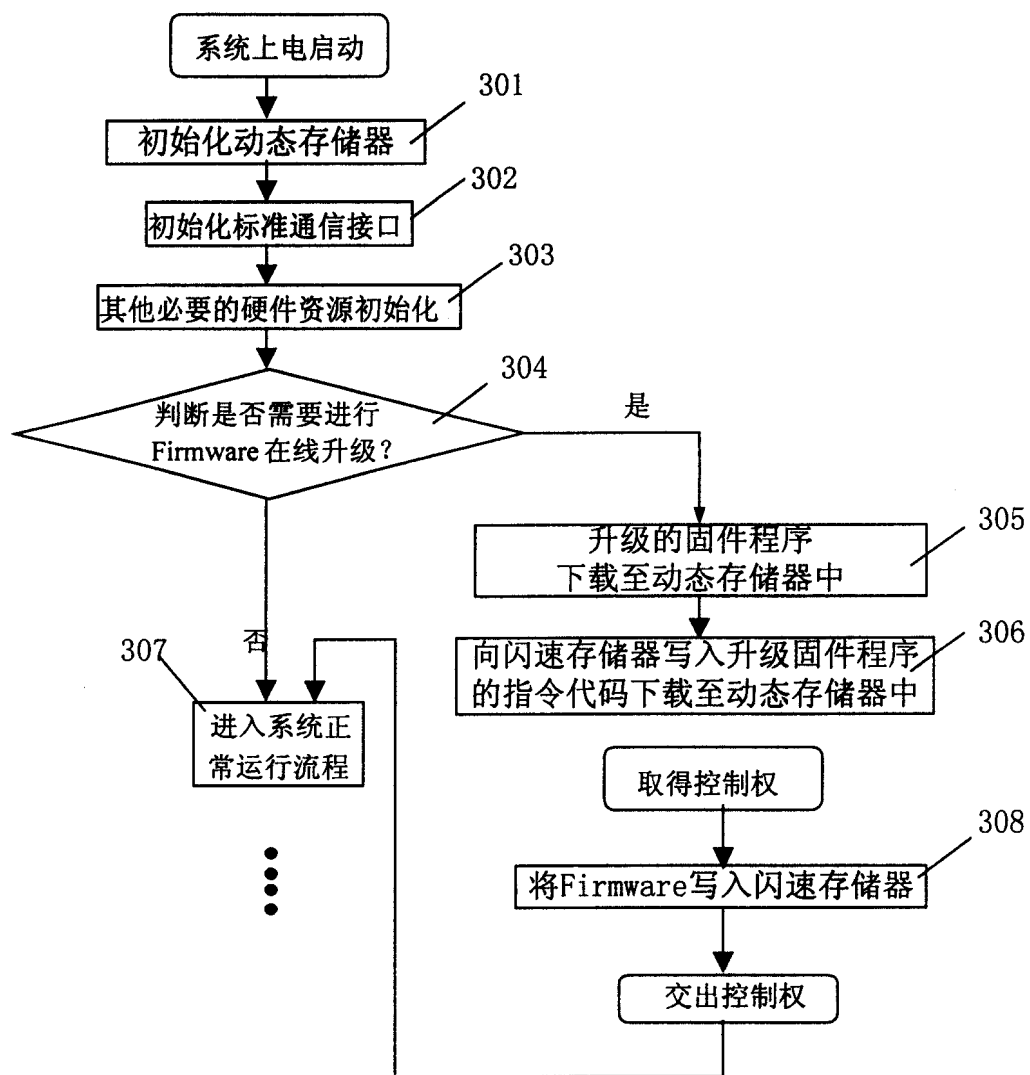 系统上电启动
301
初始化动态存储器
302
初始化标准通信接口
303
其他必要的硬件资源初始化
304
判断是否需要进行
Firmware在线升级?
是
305
升级的固件程序
下载至动态存储器中
否
306
向闪速存储器写入升级固件程序
的指令代码下载至动态存储器中
307
进入系统正
常运行流程
取得控制权
308
将Firmware写入闪速存储器
交出控制权